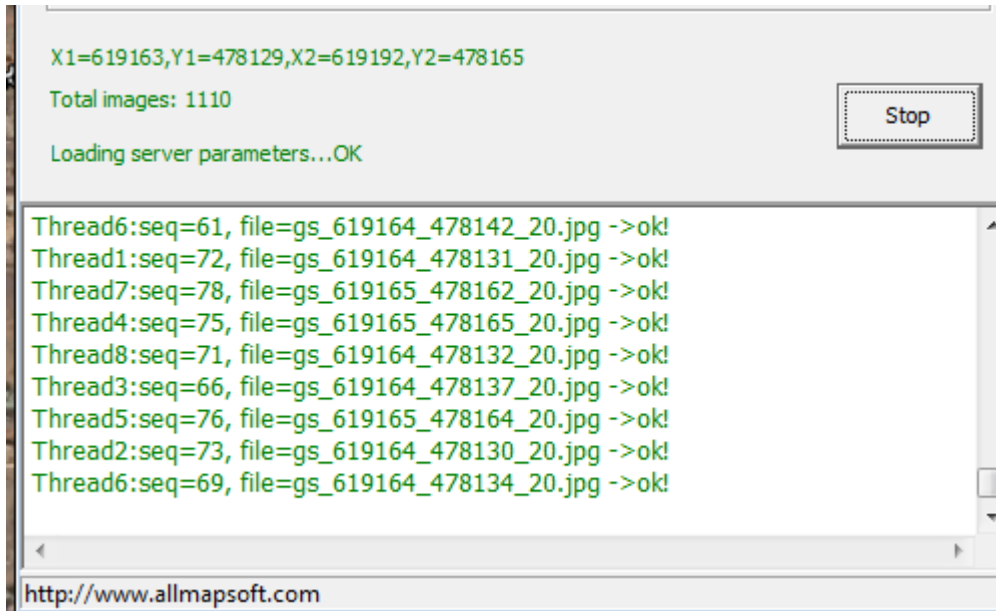 X1=619163,Y1=478129,X2=619192,Y2=478165
Total images: 1110
Stop
Loading server parameters...OK
Thread6:seq=61, file=gs_619164_478142_20.jpg ->ok!
Thread1:seq=72, file=gs_619164_478131_20.jpg ->ok!
Thread7:seq=78, file=gs_619165_478162_20.jpg ->ok!
Thread4:seq=75, file=gs_619165_478165_20.jpg ->ok!
Thread8:seq=71, file=gs_619164_478132_20.jpg ->ok!
Thread3:seq=66, file=gs_619164_478137_20.jpg ->ok!
Thread5:seq=76, file=gs_619165_478164_20.jpg ->ok!
Thread2:seq=73, file=gs_619164_478130_20.jpg ->ok!
Thread6:seq=69, file=gs_619164_478134_20.jpg ->ok!
http://www.allmapsoft.com